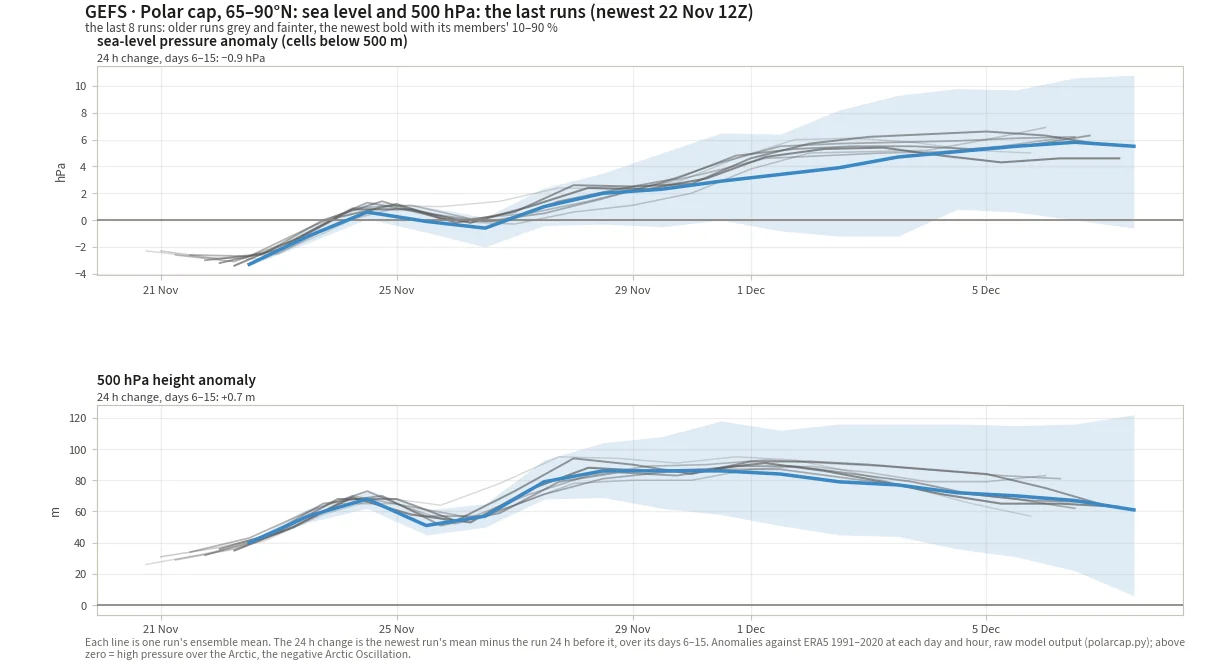 GEFS · Polar cap, 65–90°N: sea level and 500 hPa: the last runs (newest 22 Nov 12Z)
the last 8 runs: older runs grey and fainter, the newest bold with its members' 10–90 %
sea-level pressure anomaly (cells below 500 m)
24 h change, days 6–15: −0.9 hPa
10
8
6
4
2
0
−2
−4
hPa
21 Nov
25 Nov
29 Nov
1 Dec
5 Dec
500 hPa height anomaly
24 h change, days 6–15: +0.7 m
120
100
80
60
40
20
0
m
21 Nov
25 Nov
29 Nov
1 Dec
5 Dec
Each line is one run's ensemble mean. The 24 h change is the newest run's mean minus the run 24 h before it, over its days 6–15. Anomalies against ERA5 1991–2020 at each day and hour, raw model output (polarcap.py); above
zero = high pressure over the Arctic, the negative Arctic Oscillation.